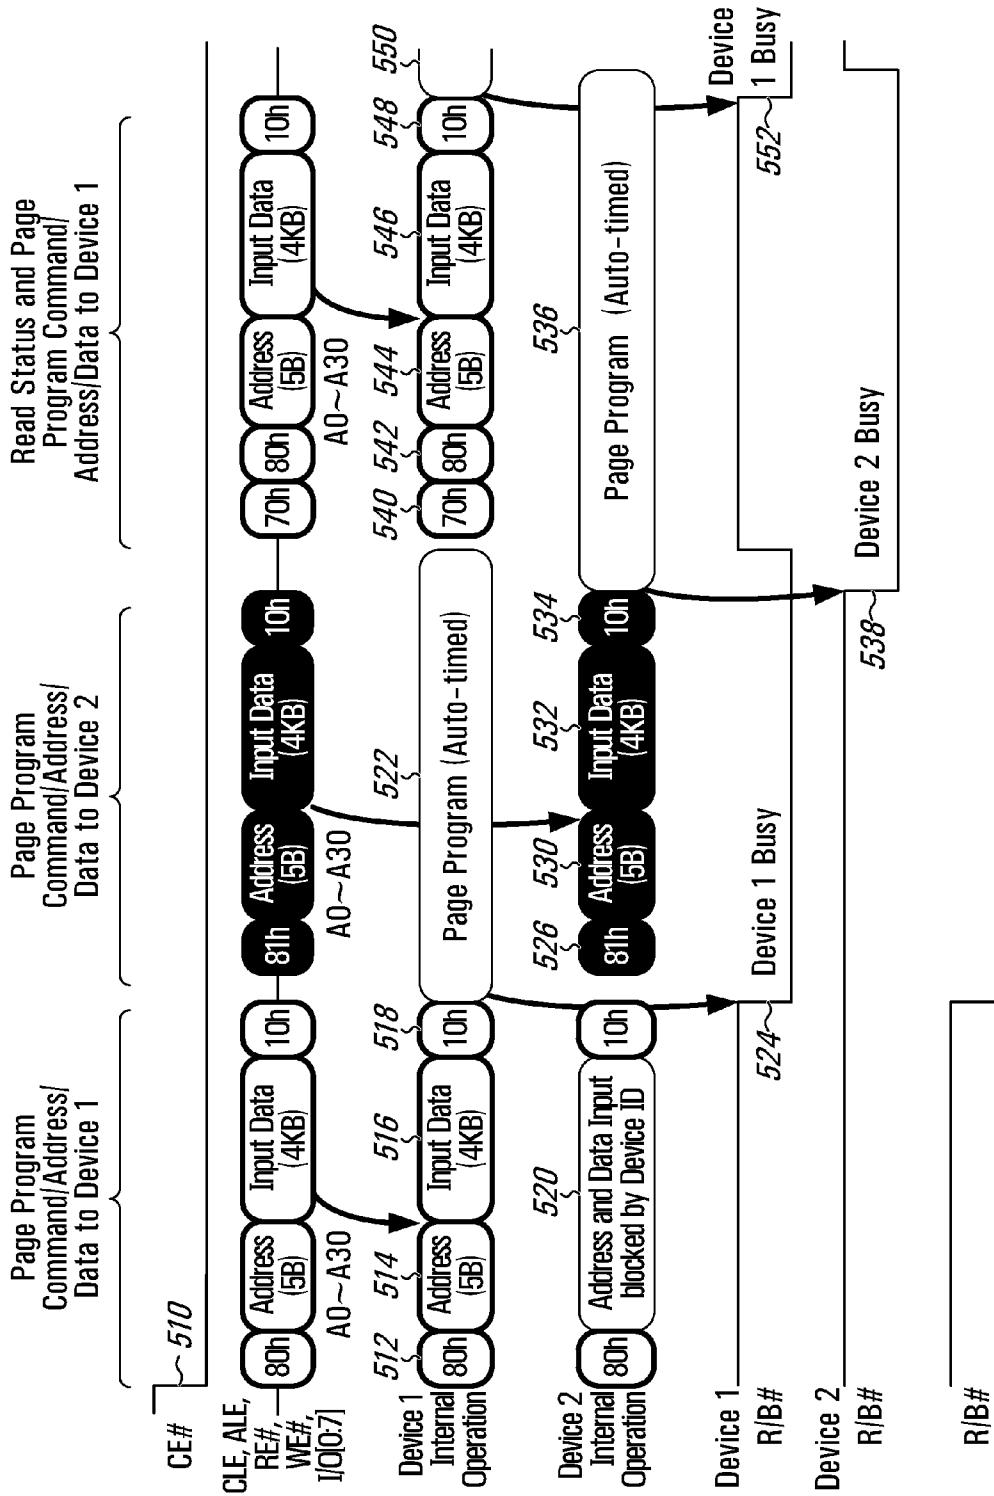 Page Program
Command/Address/
Data to Device 1
Page Program
Command/Address/
Data to Device 2
Read Status and Page
Program Command/
Address/Data to Device 1
CE#
510
CLE, ALE,
RE#,
WE#,
I/O[0:7]
80h
Address
(5B)
Input Data
(4KB)
10h
81h
Address
(5B)
Input Data
(4KB)
10h
70h
80h
Address
(5B)
Input Data
(4KB)
10h
A0~A30
A0~A30
A0~A30
512
514
516
518
522
540
542
544
546
548
550
Device 1
Internal
Operation
80h
Address
(5B)
Input Data
(4KB)
10h
Page Program (Auto-timed)
70h
80h
Address
(5B)
Input Data
(4KB)
10h
520
526
530
532
534
536
Device 2
Internal
Operation
80h
Address and Data Input
blocked by Device ID
10h
81h
Address
(5B)
Input Data
(4KB)
10h
Page Program (Auto-timed)
Device 1
R/B#
524
Device 1 Busy
552
Device
1 Busy
Device 2
R/B#
538
Device 2 Busy
R/B#